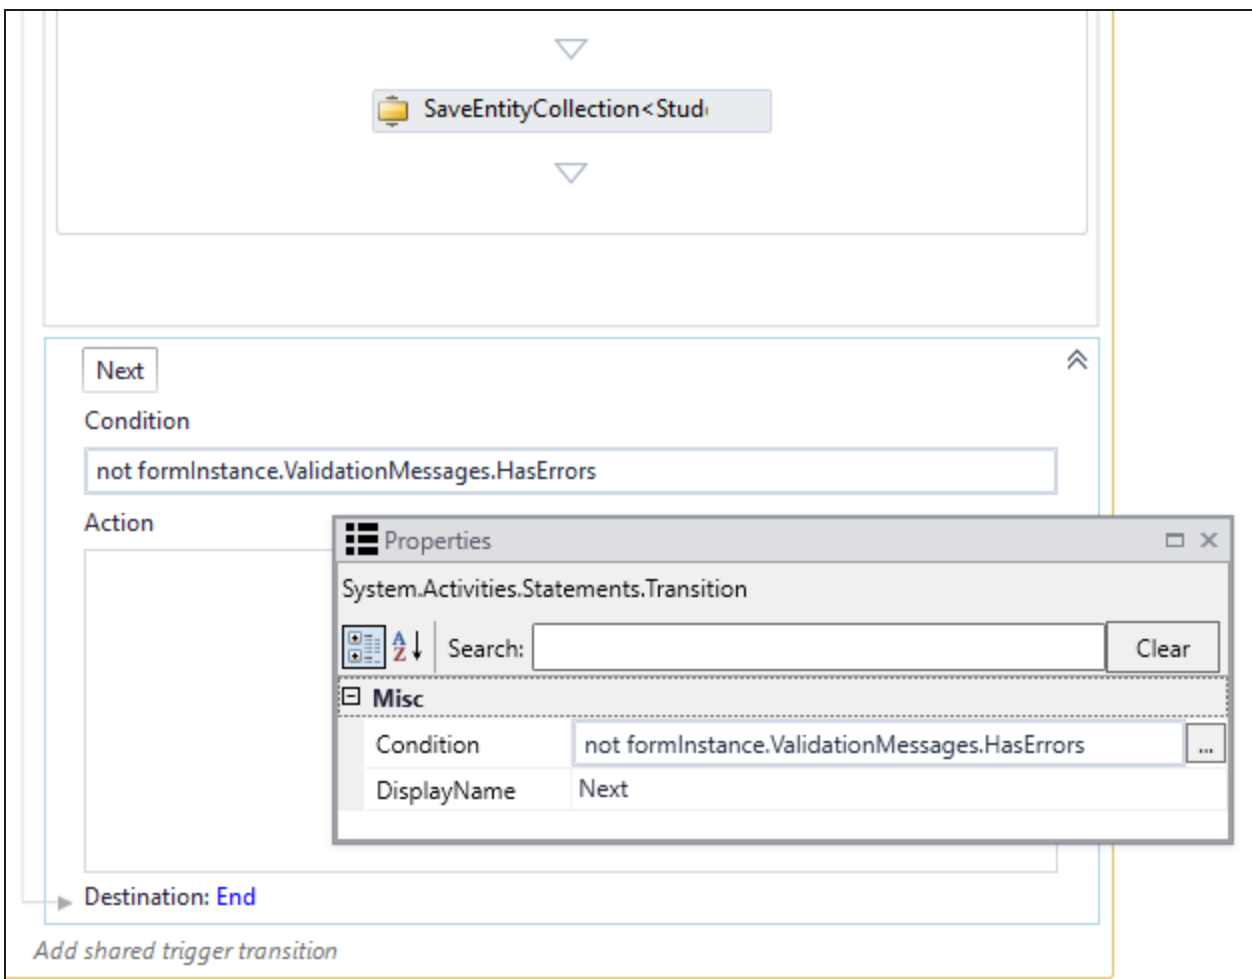 SaveEntityCollection<Stud
Next
Condition
not formInstance.ValidationMessages.HasErrors
Action
Properties
System.Activities.Statements.Transition
Search:
Clear
Misc
Condition not formInstance.ValidationMessages.HasErrors ...
DisplayName Next
Destination: End
Add shared trigger transition